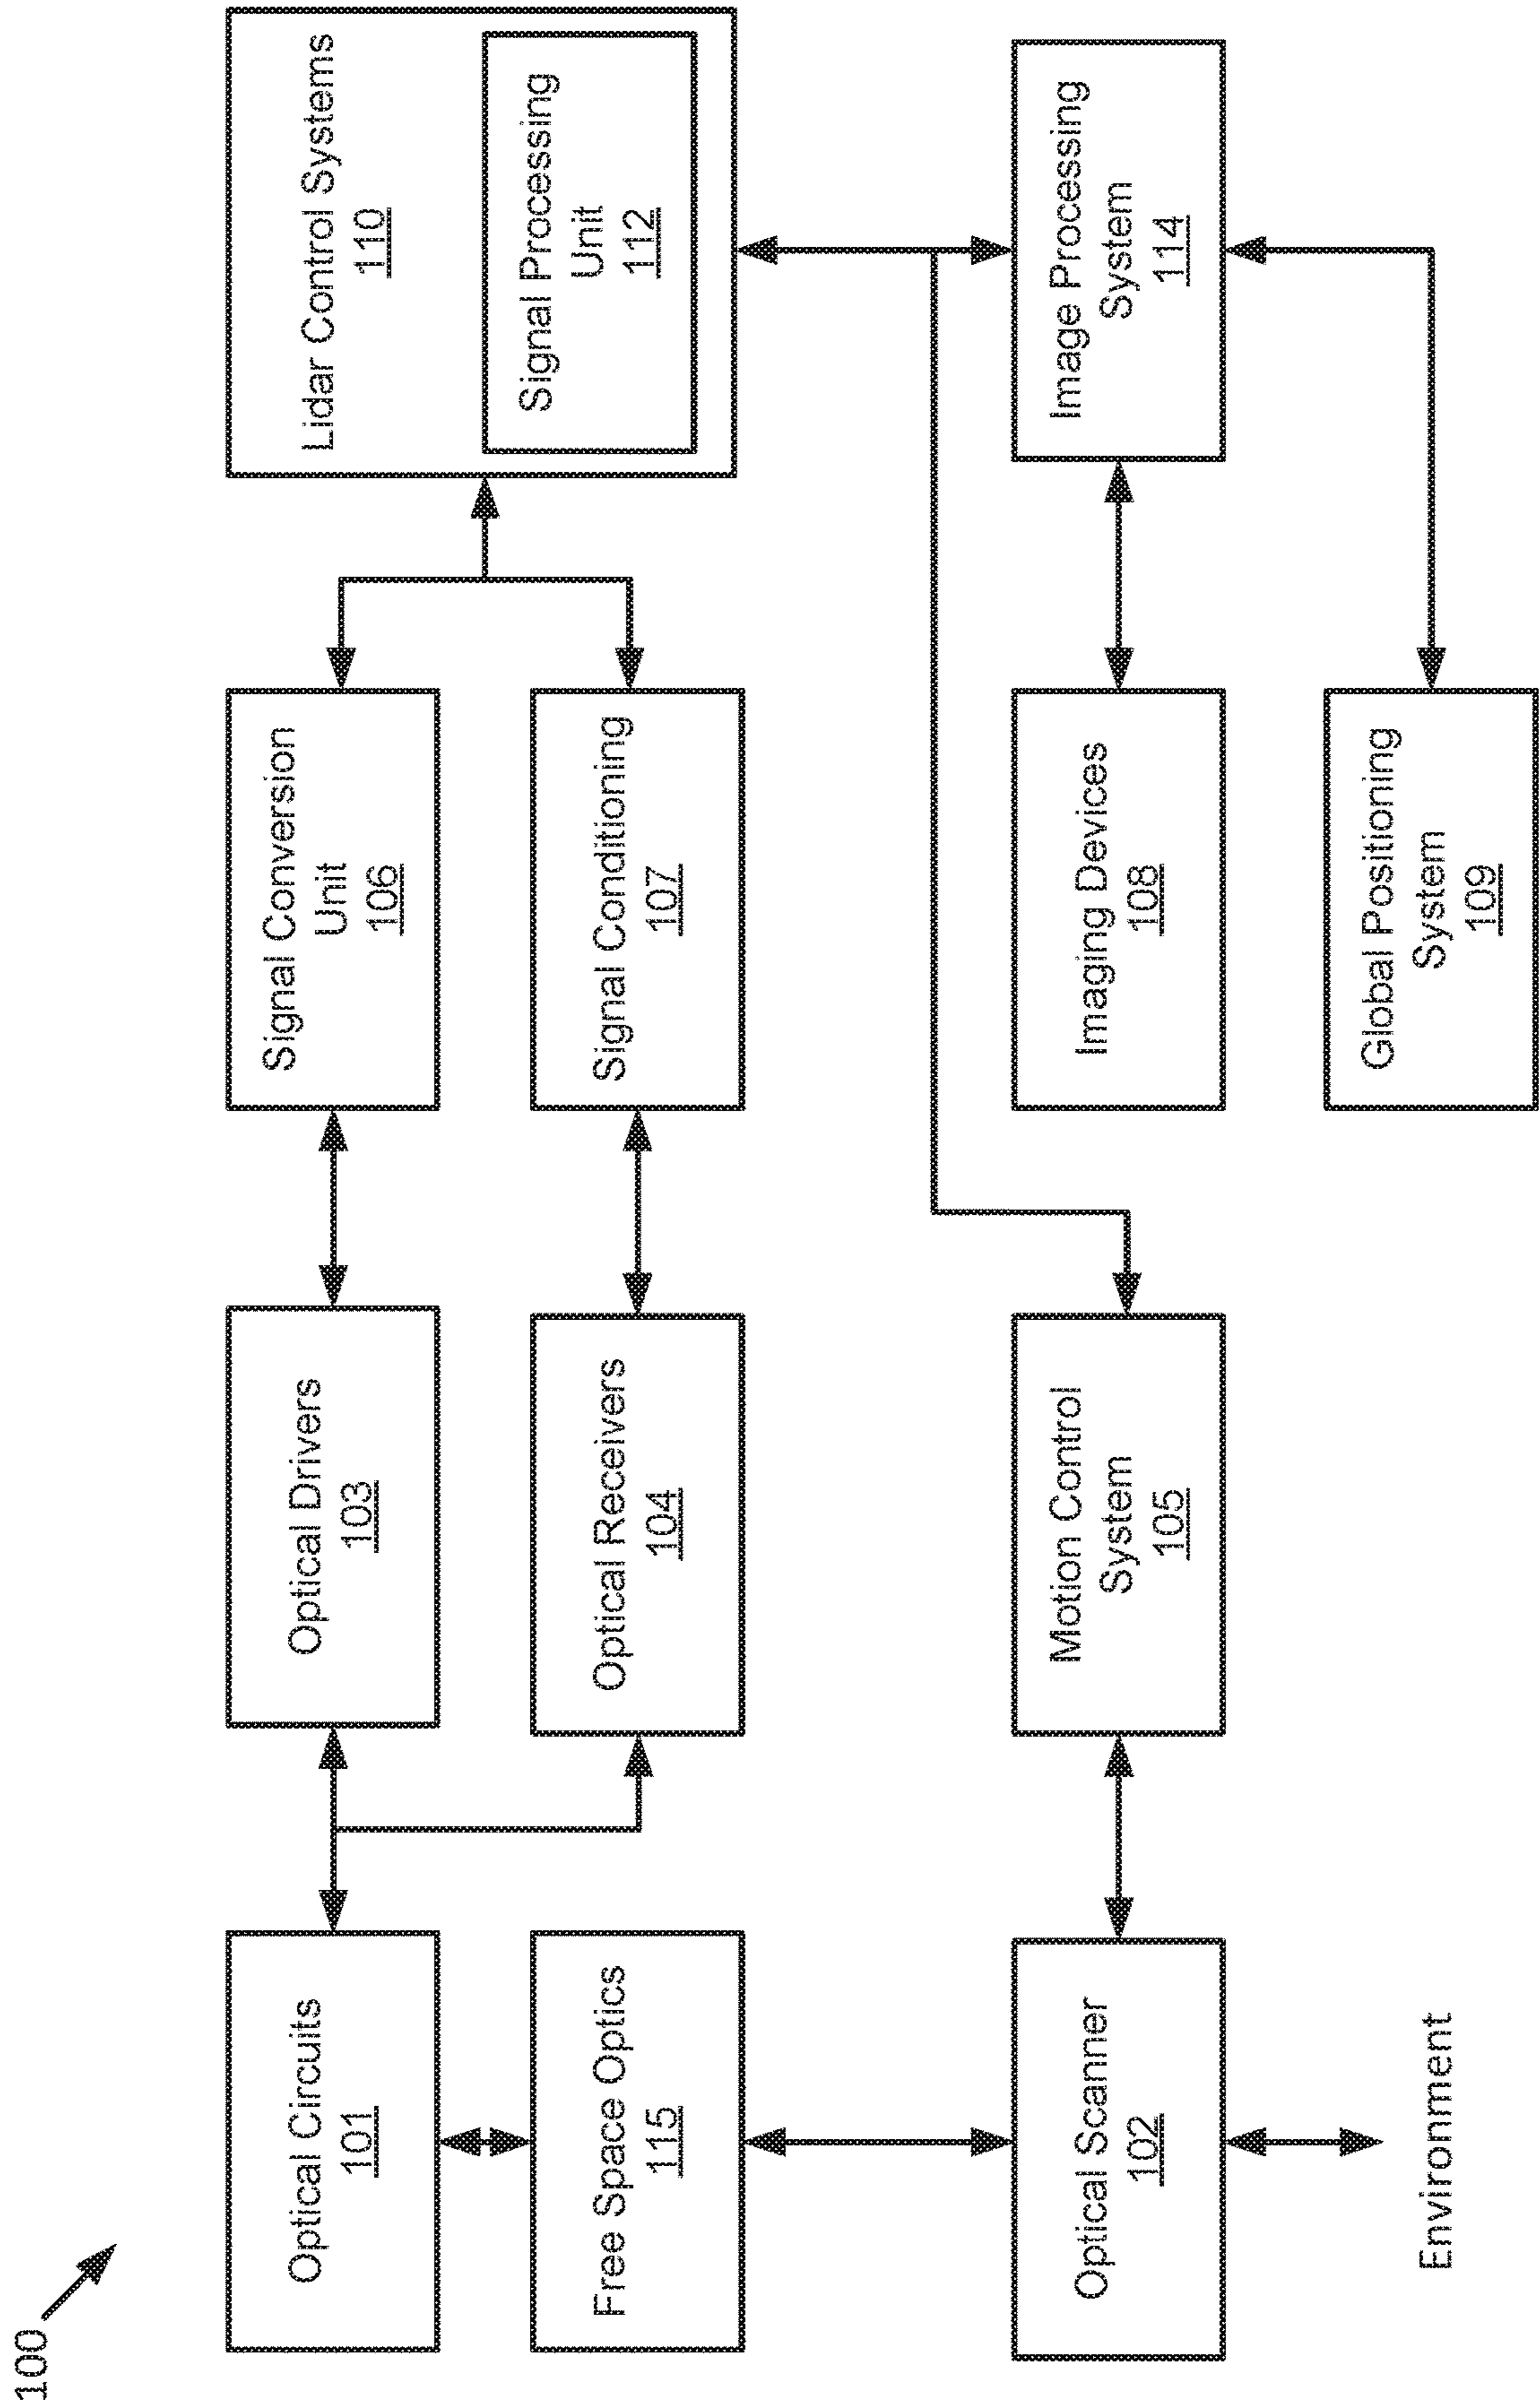 100
Optical Circuits
101
Optical Drivers
103
Signal Conversion
Unit
106
Lidar Control Systems
110
Signal Processing
Unit
112
Free Space Optics
115
Optical Receivers
104
Signal Conditioning
107
Optical Scanner
102
Motion Control
System
105
Imaging Devices
108
Image Processing
System
114
Global Positioning
System
109
Environment